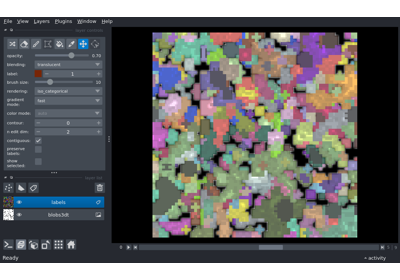 File View Layers Plugins Window Help
opacity: 0.70
blending: translucent
label: 1
brush size: 10
rendering: iso_categorical
gradient mode: fast
color mode:
contour: 0
n edit dim: 2
contiguous:
preserve labels:
show selected:
labels
blobs3dt
Ready
activity